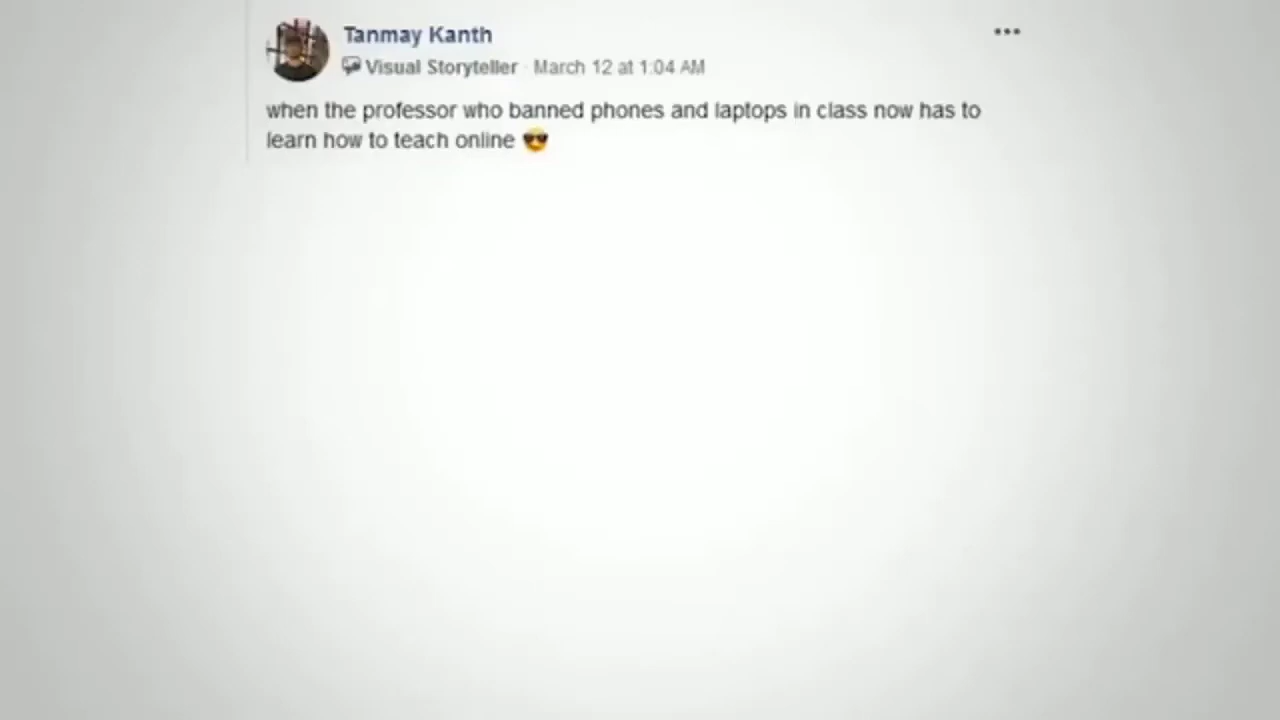 Tanmay Kanth
Visual Storyteller · March 12 at 1:04 AM
when the professor who banned phones and laptops in class now has to
learn how to teach online 😎